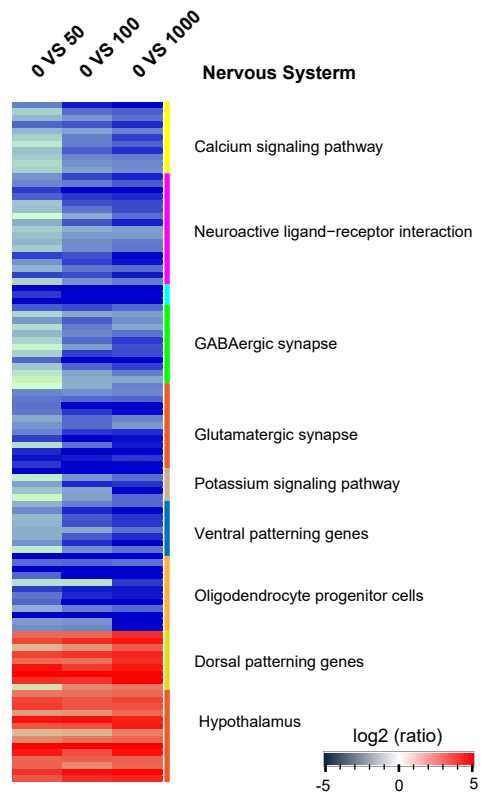 0 VS 50
0 VS 100
0 VS 1000
Nervous Systerm
Calcium signaling pathway
Neuroactive ligand−receptor interaction
GABAergic synapse
Glutamatergic synapse
Potassium signaling pathway
Ventral patterning genes
Oligodendrocyte progenitor cells
Dorsal patterning genes
Hypothalamus
log2 (ratio)
-5 0 5